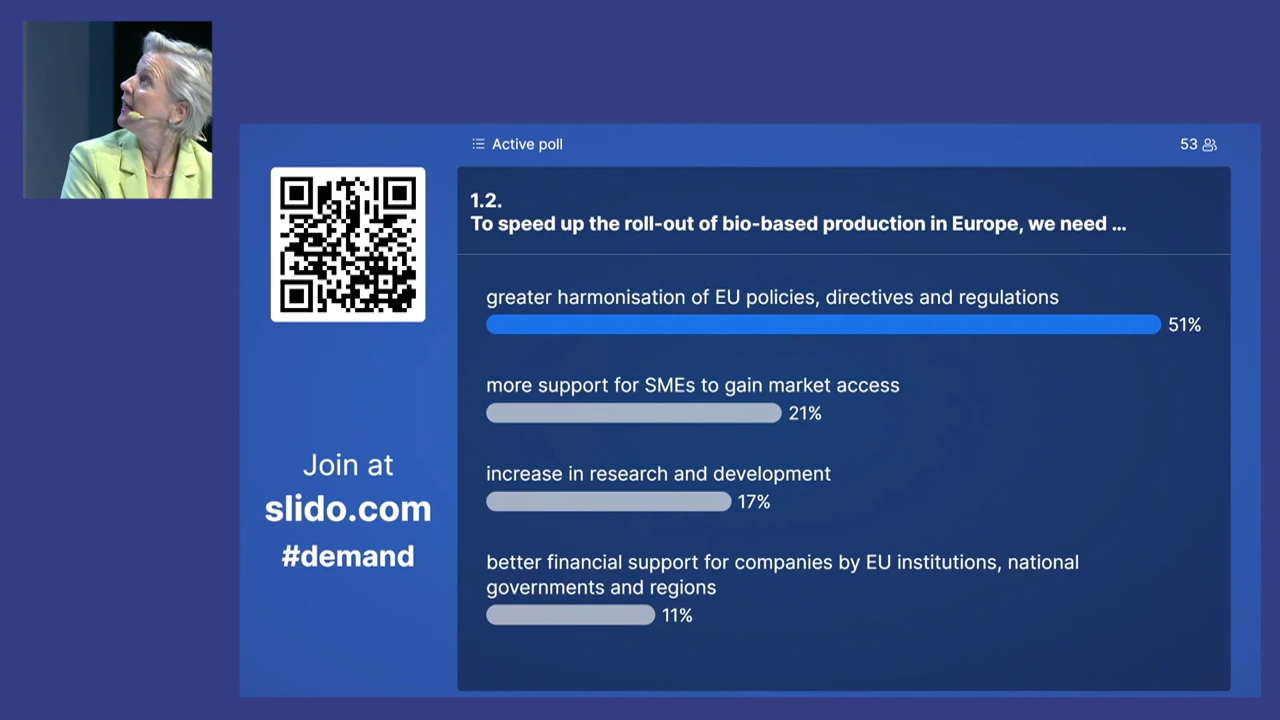 Active poll
53
1.2.
To speed up the roll-out of bio-based production in Europe, we need ...
greater harmonisation of EU policies, directives and regulations
51%
more support for SMEs to gain market access
21%
increase in research and development
17%
better financial support for companies by EU institutions, national
governments and regions
11%
Join at
slido.com
#demand